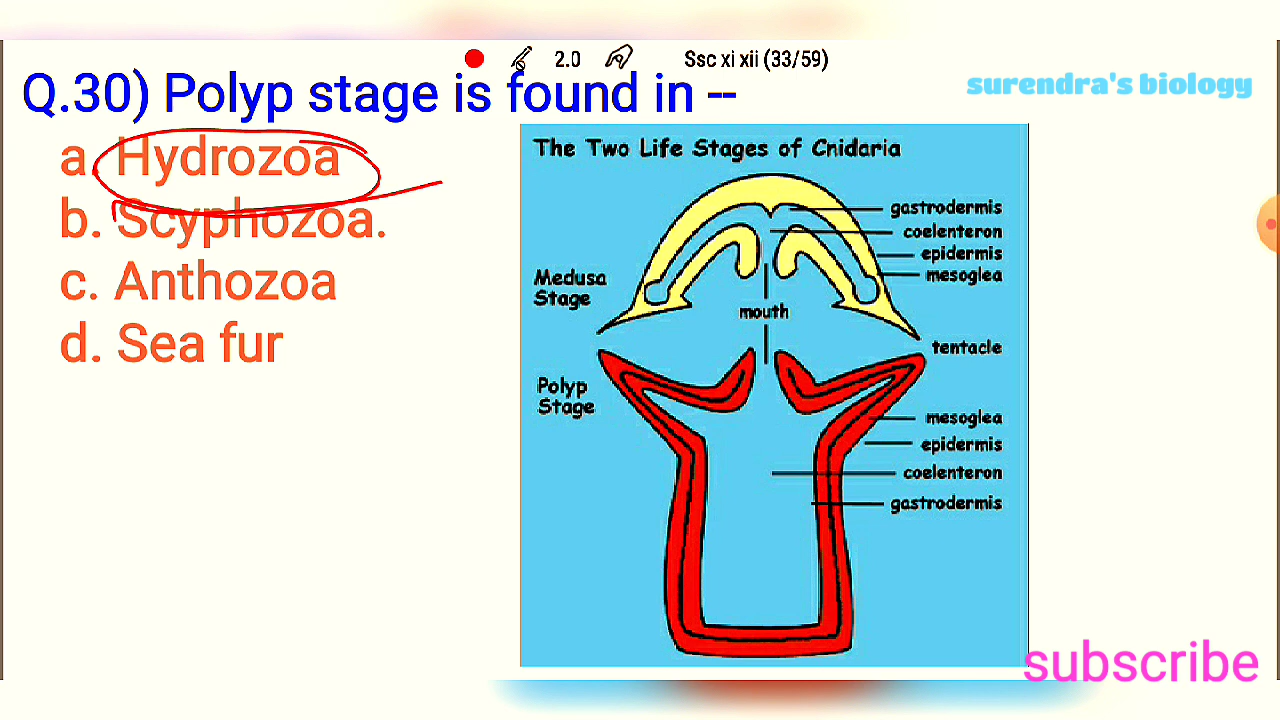 2.0 Ssc xi xii (33/59)
Q.30) Polyp stage is found in --
surendra's biology
a. Hydrozoa
b. Scyphozoa.
c. Anthozoa
d. Sea fur
The Two Life Stages of Cnidaria
gastrodermis
coelenteron
epidermis
mesoglea
Medusa
Stage
mouth
tentacle
Polyp
Stage
mesoglea
epidermis
coelenteron
gastrodermis
subscribe